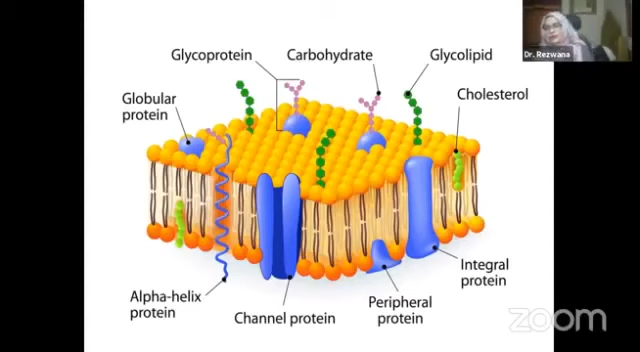 Glycoprotein
Carbohydrate
Glycolipid
Dr. Rezwana
Globular
protein
Cholesterol
Alpha-helix
protein
Channel protein
Peripheral
protein
Integral
protein
zoom